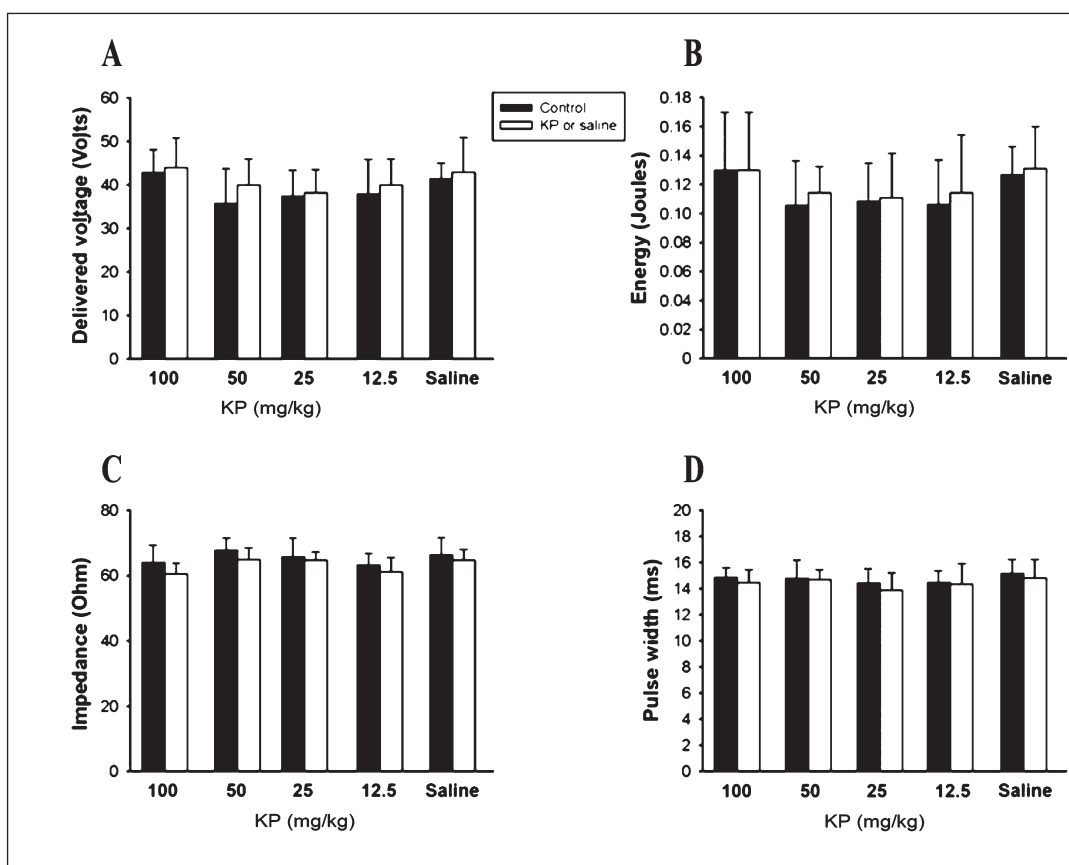 A
Delivered voltage (Volts)
60
50
40
30
20
10
0
100 50 25 12.5 Saline
KP (mg/kg)
Control
KP or saline
B
Energy (Joules)
0.18
0.16
0.14
0.12
0.10
0.08
0.06
0.04
0.02
0
100 50 25 12.5 Saline
KP (mg/kg)
C
Impedance (Ohm)
80
60
40
20
0
100 50 25 12.5 Saline
KP (mg/kg)
D
Pulse width (ms)
20
18
16
14
12
10
8
6
4
2
0
100 50 25 12.5 Saline
KP (mg/kg)